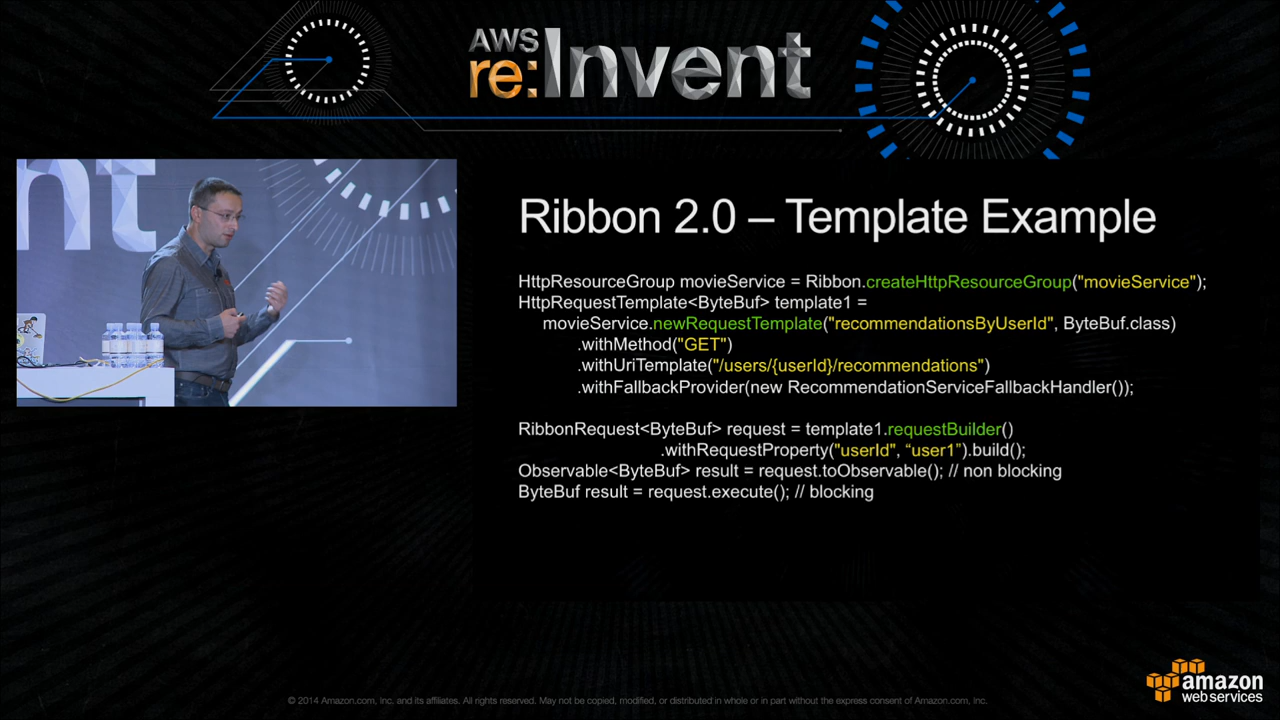 AWS
re:Invent
nt
Ribbon 2.0 – Template Example
HttpResourceGroup movieService = Ribbon.createHttpResourceGroup("movieService");
HttpRequestTemplate<ByteBuf> template1 =
movieService.newRequestTemplate("recommendationsByUserId", ByteBuf.class)
.withMethod("GET")
.withUriTemplate("/users/{userId}/recommendations")
.withFallbackProvider(new RecommendationServiceFallbackHandler());
RibbonRequest<ByteBuf> request = template1.requestBuilder()
.withRequestProperty("userId", “user1").build();
Observable<ByteBuf> result = request.toObservable(); // non blocking
ByteBuf result = request.execute(); // blocking
© 2014 Amazon.com, Inc. and its affiliates. All rights reserved. May not be copied, modified, or distributed in whole or in part without the express consent of Amazon.com, Inc.
amazon
web services